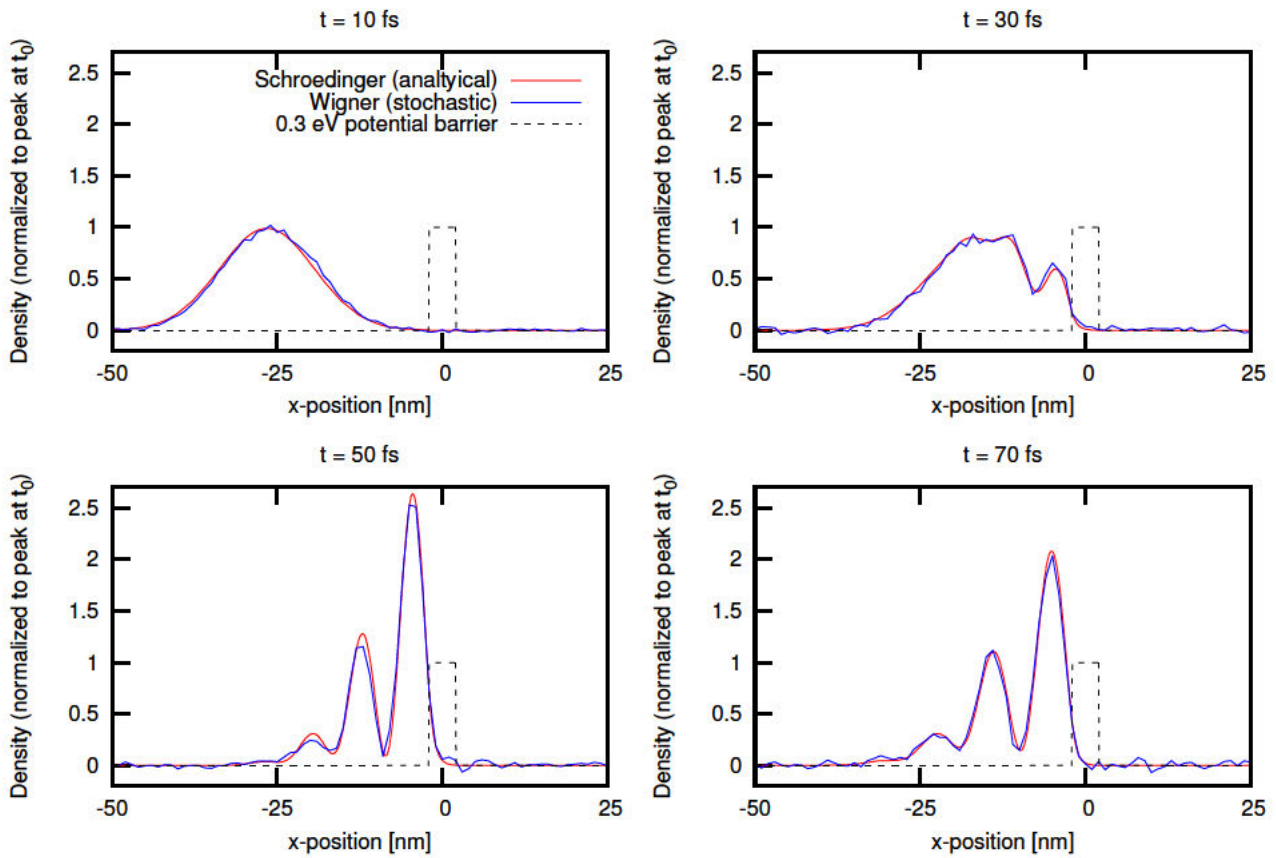 t = 10 fs
Density (normalized to peak at t0)
2.5
2
1.5
1
0.5
0
Schroedinger (analtyical)
Wigner (stochastic)
0.3 eV potential barrier
-50 -25 0 25
x-position [nm]
t = 30 fs
Density (normalized to peak at t0)
2.5
2
1.5
1
0.5
0
-50 -25 0 25
x-position [nm]
t = 50 fs
Density (normalized to peak at t0)
2.5
2
1.5
1
0.5
0
-50 -25 0 25
x-position [nm]
t = 70 fs
Density (normalized to peak at t0)
2.5
2
1.5
1
0.5
0
-50 -25 0 25
x-position [nm]